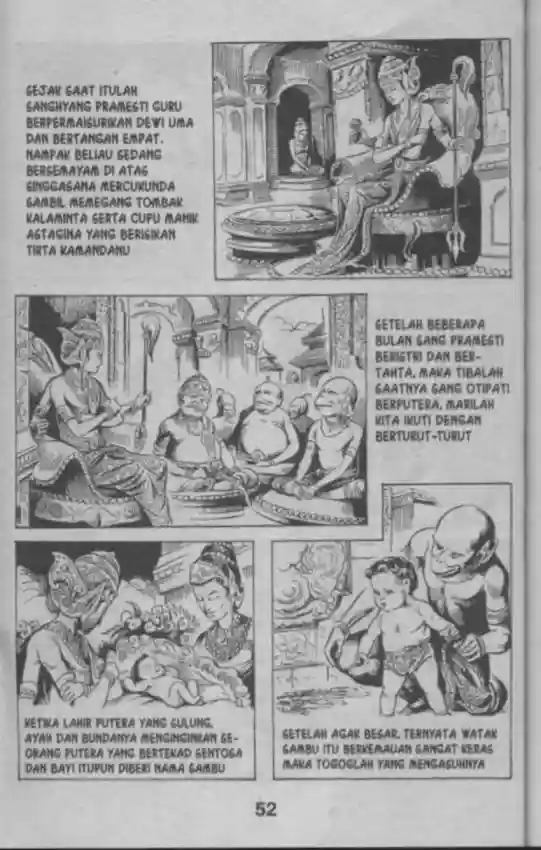 SEJAK SAAT ITULAH
SANGHYANG PRAMESTI GURU
BERPERMAISURIKAN DEWI UMA
DAN BERTANGAN EMPAT.
NAMPAK BELIAU SEDANG
BERSEMAYAM DI ATAS
SINGGASANA MERCUKUNDA
SAMBIL MEMEGANG TOMBAK
KALAMINTA SERTA CUPU MANIK
ASTAGINA YANG BERISIKAN
TIRTA KAMANDANU
SETELAH BEBERAPA
BULAN SANG PRAMESTI
BERISTRI DAN BER-
TAHTA, MAKA TIBALAH
SAATNYA SANG OTIPATI
BERPUTERA, MARILAH
KITA IKUTI DENGAN
BERTURUT-TURUT
KETIKA LAHIR PUTERA YANG SULUNG,
AYAH DAN BUNDANYA MENGINGINKAN SE-
ORANG PUTERA YANG BERTEKAD SENTOSA
DAN BAYI ITUPUN DIBERI NAMA SAMBU
SETELAH AGAK BESAR, TERNYATA WATAK
SAMBU ITU BERKEMAUAN SANGAT KERAS
MAKA TOGOGLAH YANG MENGASUHNYA
52